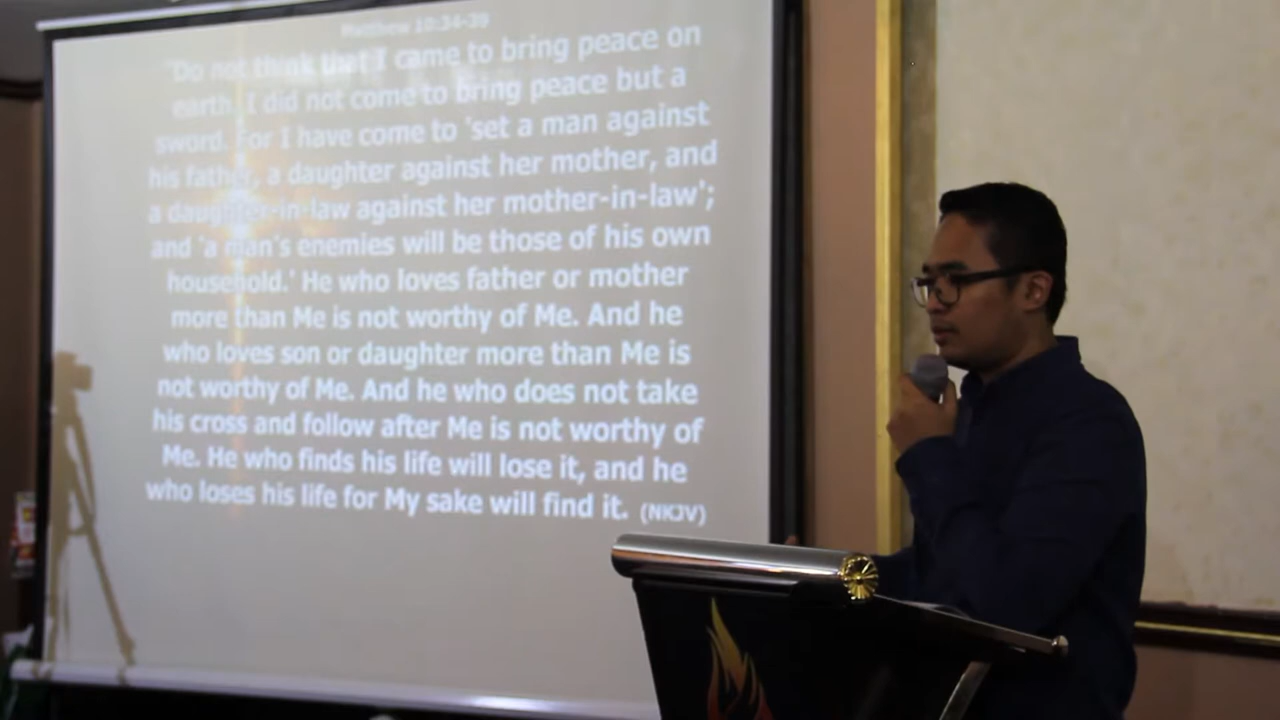 Matthew 10:34-39
"Do not think that I came to bring peace on
earth. I did not come to bring peace but a
sword. For I have come to 'set a man against
his father, a daughter against her mother, and
a daughter-in-law against her mother-in-law';
and 'a man's enemies will be those of his own
household.' He who loves father or mother
more than Me is not worthy of Me. And he
who loves son or daughter more than Me is
not worthy of Me. And he who does not take
his cross and follow after Me is not worthy of
Me. He who finds his life will lose it, and he
who loses his life for My sake will find it. (NKJV)